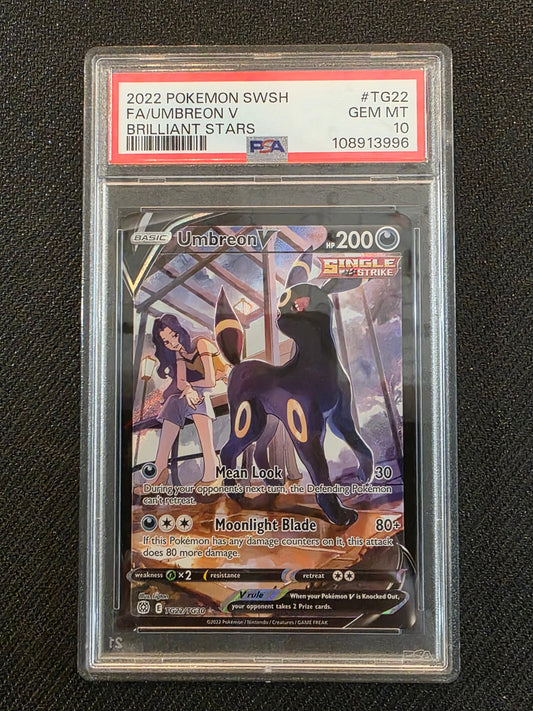 2022 POKEMON SWSH #TG22
FA/UMBREON V GEM MT
BRILLIANT STARS 10
PSA 108913996
BASIC Umbreon V HP 200
SINGLE STRIKE
Mean Look 30
During your opponent's next turn, the Defending Pokémon
can't retreat.
Moonlight Blade 80+
If this Pokémon has any damage counters on it, this attack
does 80 more damage.
weakness ×2 resistance retreat
V rule When your Pokémon V is Knocked Out,
your opponent takes 2 Prize cards.
E TG22/TG30
©2022 Pokémon / Nintendo / Creatures / GAME FREAK
PSA